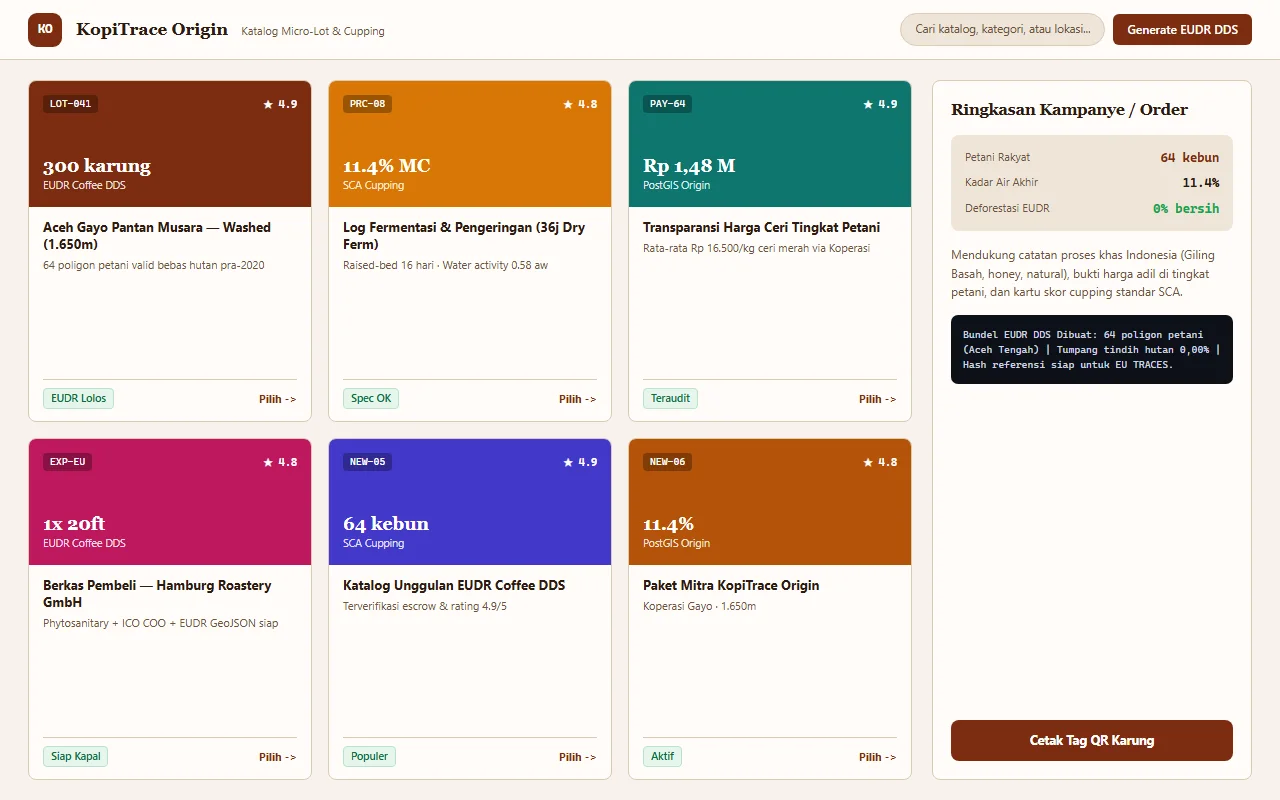 KO
KopiTrace Origin
Katalog Micro-Lot & Cupping
Cari katalog, kategori, atau lokasi...
Generate EUDR DDS
LOT-041
★ 4.9
300 karung
EUDR Coffee DDS
Aceh Gayo Pantan Musara — Washed
(1.650m)
64 poligon petani valid bebas hutan pra-2020
EUDR Lolos
Pilih ->
PRC-08
★ 4.8
11.4% MC
SCA Cupping
Log Fermentasi & Pengeringan (36j Dry
Ferm)
Raised-bed 16 hari · Water activity 0.58 aw
Spec OK
Pilih ->
PAY-64
★ 4.9
Rp 1,48 M
PostGIS Origin
Transparansi Harga Ceri Tingkat Petani
Rata-rata Rp 16.500/kg ceri merah via Koperasi
Teraudit
Pilih ->
EXP-EU
★ 4.8
1x 20ft
EUDR Coffee DDS
Berkas Pembeli — Hamburg Roastery
GmbH
Phytosanitary + ICO COO + EUDR GeoJSON siap
Siap Kapal
Pilih ->
NEW-05
★ 4.9
64 kebun
SCA Cupping
Katalog Unggulan EUDR Coffee DDS
Terverifikasi escrow & rating 4.9/5
Populer
Pilih ->
NEW-06
★ 4.8
11.4%
PostGIS Origin
Paket Mitra KopiTrace Origin
Koperasi Gayo · 1.650m
Aktif
Pilih ->
Ringkasan Kampanye / Order
Petani Rakyat
64 kebun
Kadar Air Akhir
11.4%
Deforestasi EUDR
0% bersih
Mendukung catatan proses khas Indonesia (Giling
Basah, honey, natural), bukti harga adil di tingkat
petani, dan kartu skor cupping standar SCA.
Bundel EUDR DDS Dibuat: 64 poligon petani
(Aceh Tengah) | Tumpang tindih hutan 0,00% |
Hash referensi siap untuk EU TRACES.
Cetak Tag QR Karung